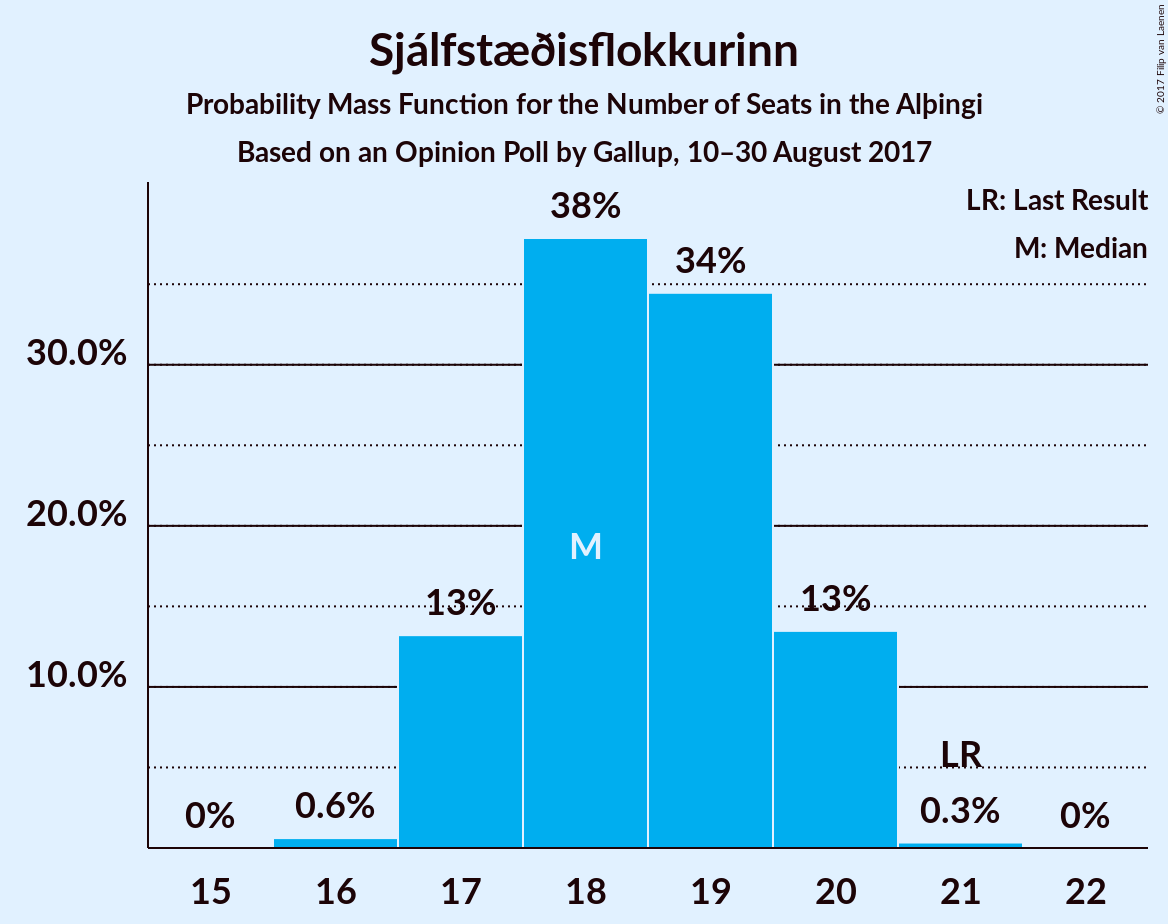 Sjálfstæðisflokkurinn
Probability Mass Function for the Number of Seats in the Alþingi
Based on an Opinion Poll by Gallup, 10–30 August 2017
© 2017 Filip van Laenen
LR: Last Result
M: Median
38%
34%
30.0%
20.0%
M
13%
13%
10.0%
LR
0%
0.6%
0.3%
0%
15 16 17 18 19 20 21 22